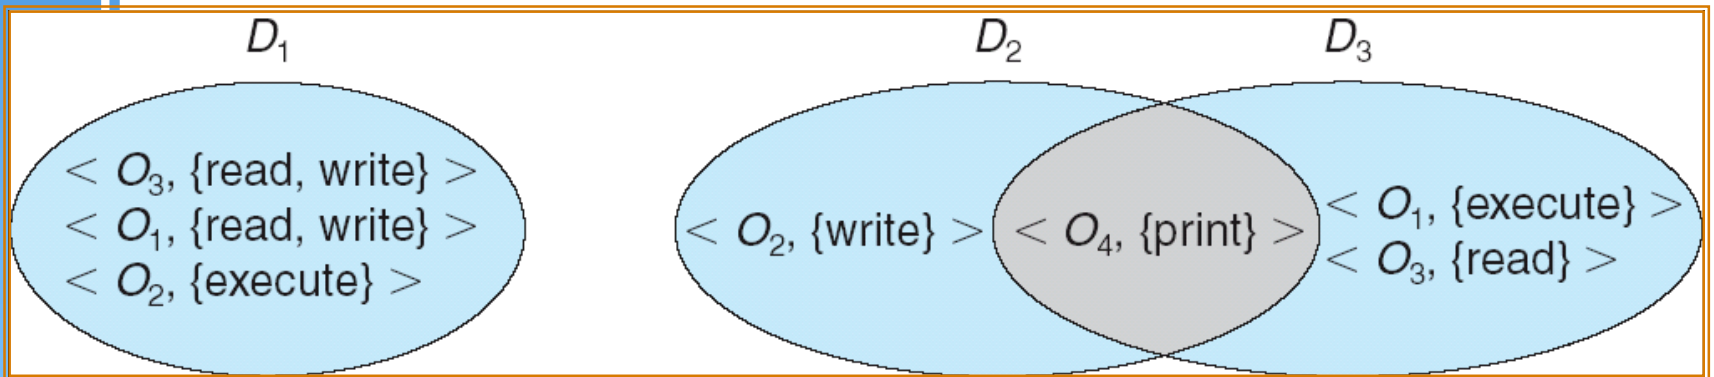 D₁
D₂
D₃
< O₃, {read, write} >
< O₁, {read, write} >
< O₂, {execute} >
< O₂, {write} >
< O₄, {print} >
< O₁, {execute} >
< O₃, {read} >